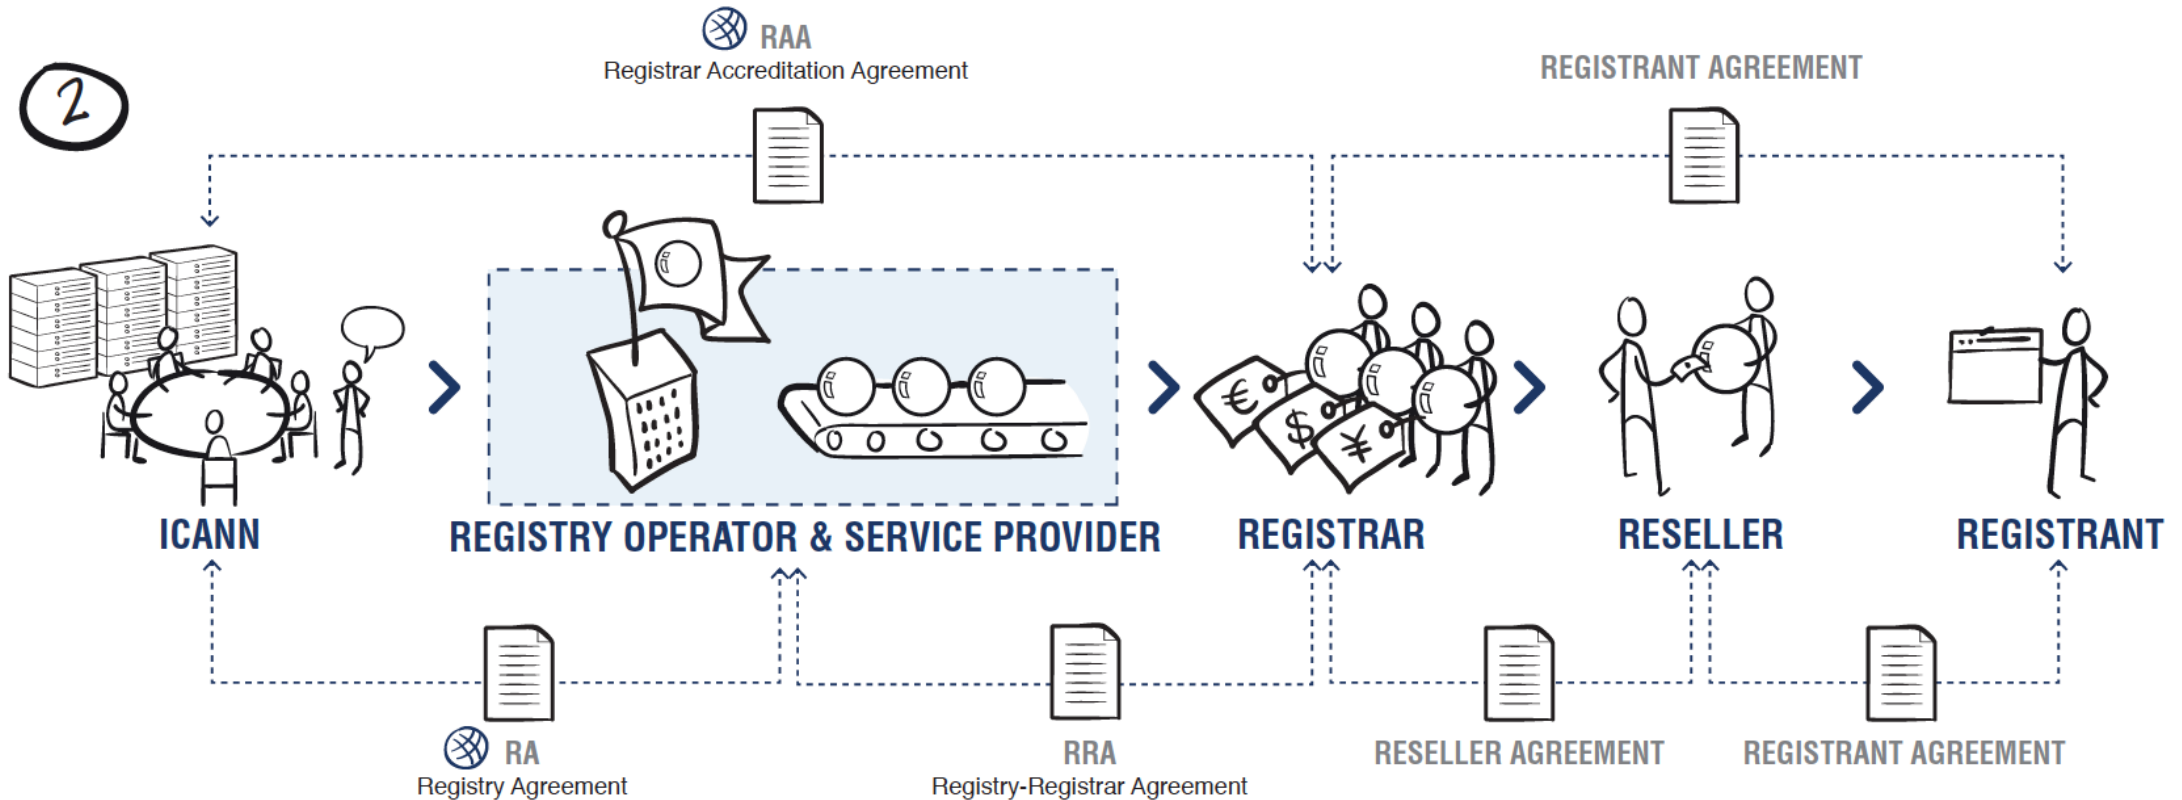 RAA
Registrar Accreditation Agreement
REGISTRANT AGREEMENT
2
€
$
¥
ICANN
REGISTRY OPERATOR & SERVICE PROVIDER
REGISTRAR
RESELLER
REGISTRANT
RA
Registry Agreement
RRA
Registry-Registrar Agreement
RESELLER AGREEMENT
REGISTRANT AGREEMENT